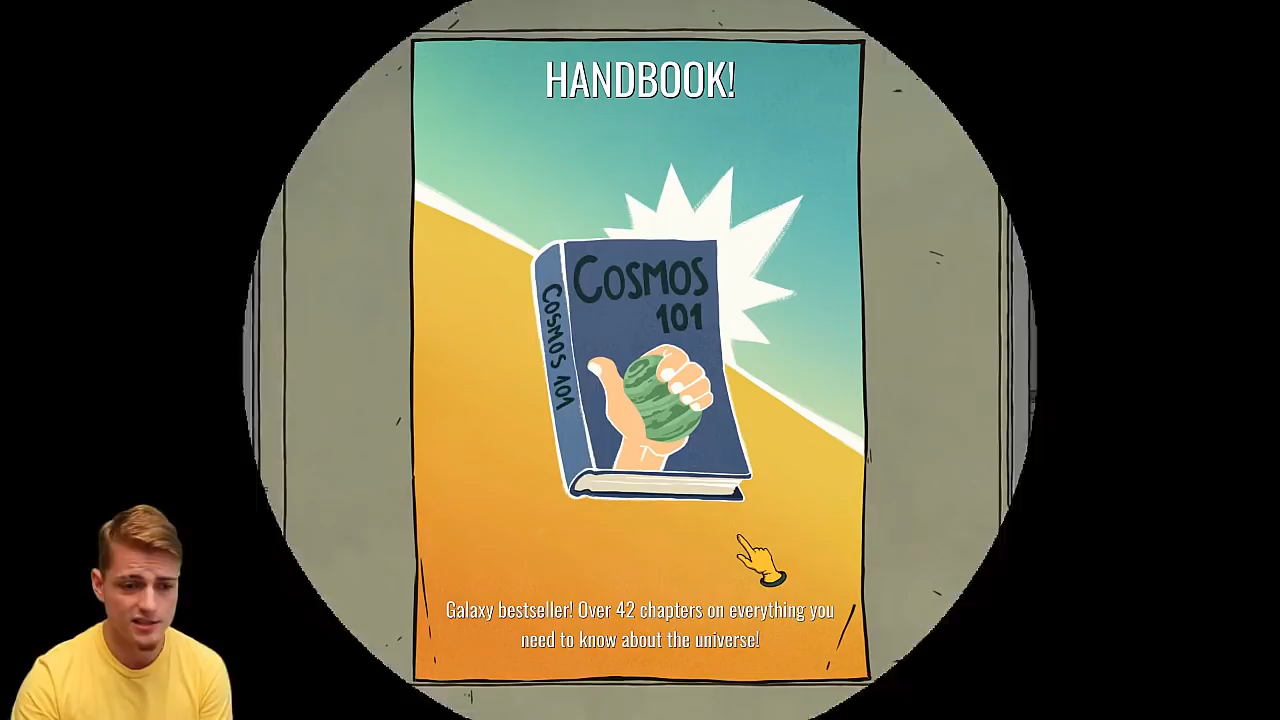 HANDBOOK!
COSMOS
101
COSMOS 101
Galaxy bestseller! Over 42 chapters on everything you
need to know about the universe!